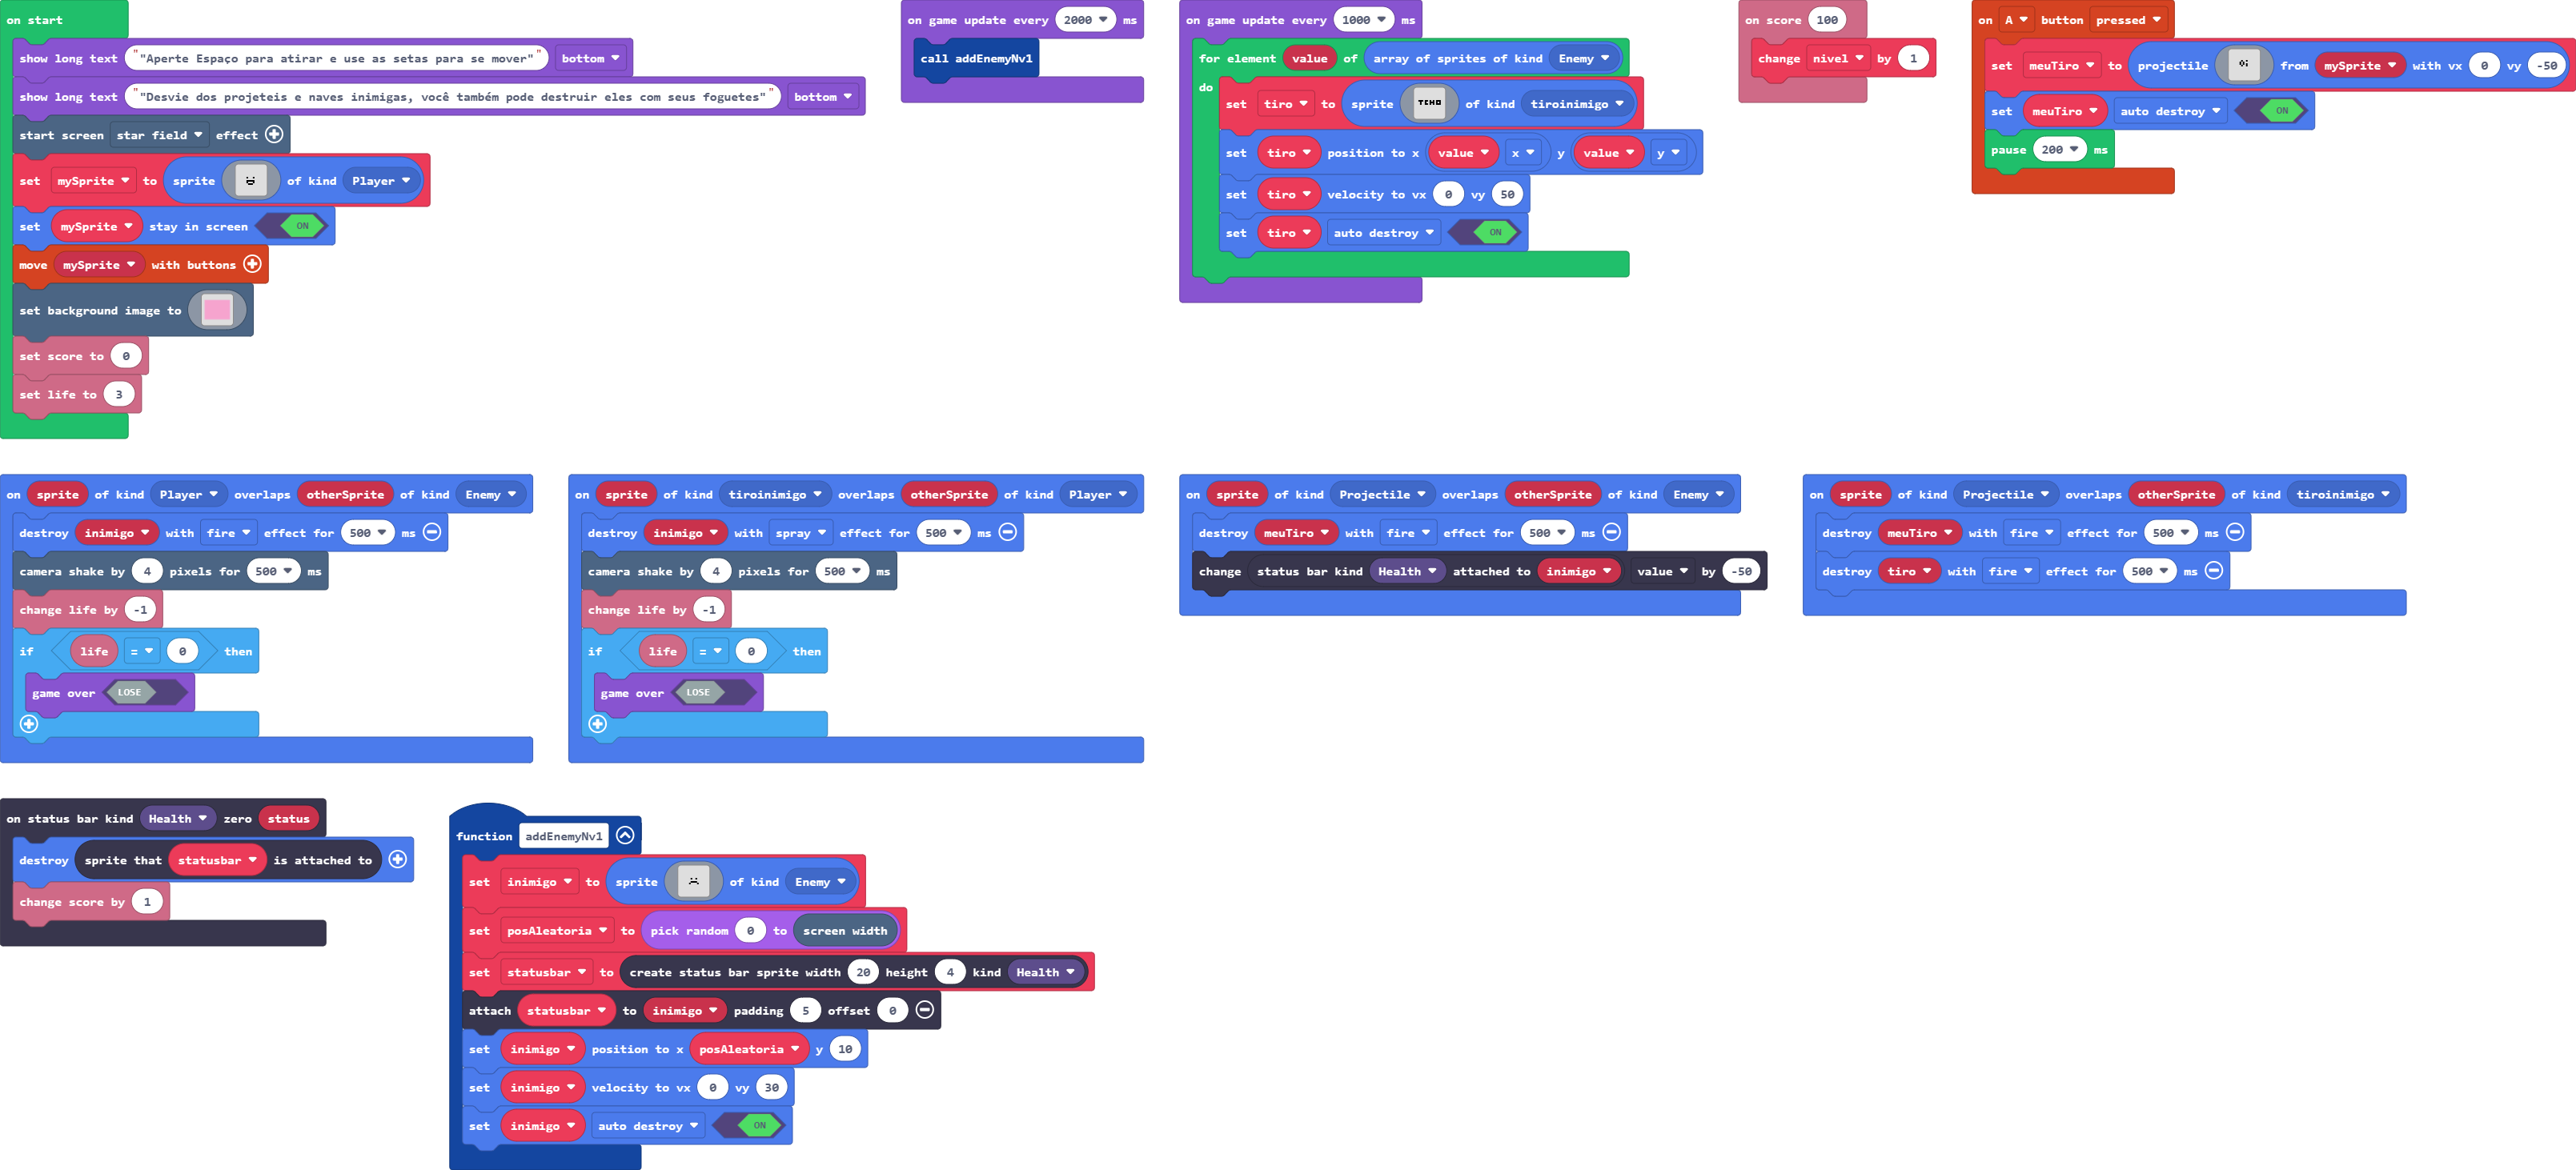 on start
show long text ""Aperte Espaço para atirar e use as setas para se mover"" bottom
show long text ""Desvie dos projeteis e naves inimigas, você também pode destruir eles com seus foguetes"" bottom
start screen star field effect
set mySprite to sprite of kind Player
set mySprite stay in screen ON
move mySprite with buttons
set background image to
set score to 0
set life to 3
on game update every 2000 ms
call addEnemyNv1
on game update every 1000 ms
for element value of array of sprites of kind Enemy
do
set tiro to sprite of kind tiroinimigo
set tiro position to x value x y value y
set tiro velocity to vx 0 vy 50
set tiro auto destroy ON
on score 100
change nivel by 1
on A button pressed
set meuTiro to projectile from mySprite with vx 0 vy -50
set meuTiro auto destroy ON
pause 200 ms
on sprite of kind Player overlaps otherSprite of kind Enemy
destroy inimigo with fire effect for 500 ms
camera shake by 4 pixels for 500 ms
change life by -1
if life = 0 then
game over LOSE
on sprite of kind tiroinimigo overlaps otherSprite of kind Player
destroy inimigo with spray effect for 500 ms
camera shake by 4 pixels for 500 ms
change life by -1
if life = 0 then
game over LOSE
on sprite of kind Projectile overlaps otherSprite of kind Enemy
destroy meuTiro with fire effect for 500 ms
change status bar kind Health attached to inimigo value by -50
on sprite of kind Projectile overlaps otherSprite of kind tiroinimigo
destroy meuTiro with fire effect for 500 ms
destroy tiro with fire effect for 500 ms
on status bar kind Health zero status
destroy sprite that statusbar is attached to
change score by 1
function addEnemyNv1
set inimigo to sprite of kind Enemy
set posAleatoria to pick random 0 to screen width
set statusbar to create status bar sprite width 20 height 4 kind Health
attach statusbar to inimigo padding 5 offset 0
set inimigo position to x posAleatoria y 10
set inimigo velocity to vx 0 vy 30
set inimigo auto destroy ON